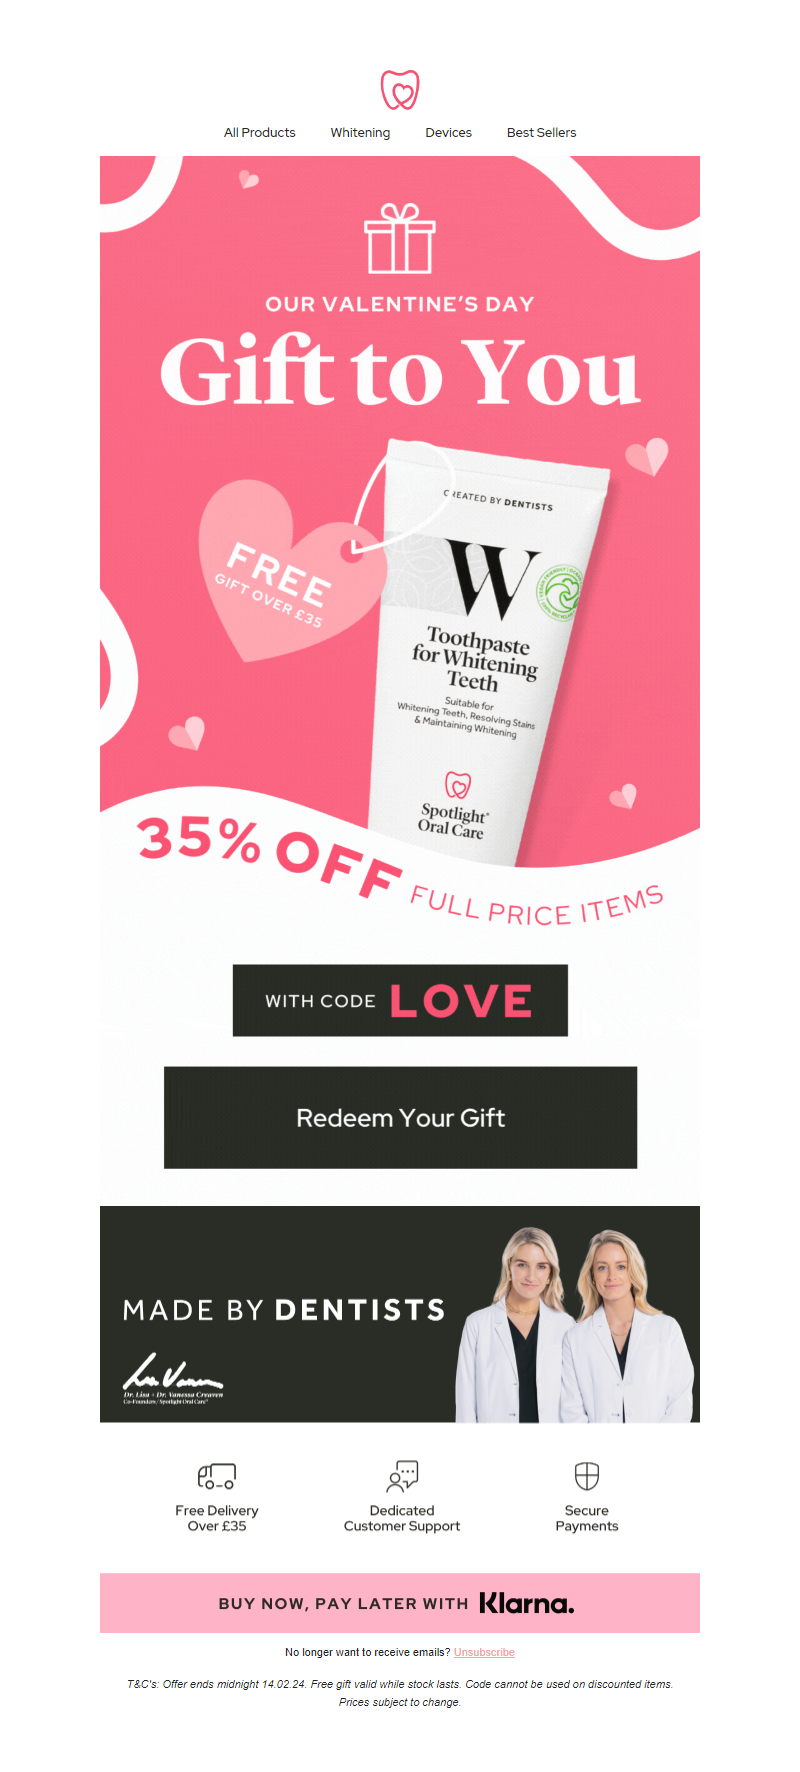 All Products Whitening Devices Best Sellers
OUR VALENTINE'S DAY
Gift to You
FREE
GIFT OVER £35
CREATED BY DENTISTS
W
Toothpaste
for Whitening
Teeth
Suitable for
Whitening Teeth, Resolving Stains
& Maintaining Whitening
Spotlight
Oral Care
35% OFF FULL PRICE ITEMS
WITH CODE LOVE
Redeem Your Gift
MADE BY DENTISTS
Dr. Lisa + Dr. Vanessa Creaven
Co-Founders / Spotlight Oral Care
Free Delivery
Over £35
Dedicated
Customer Support
Secure
Payments
BUY NOW, PAY LATER WITH Klarna.
No longer want to receive emails? Unsubscribe
T&C's: Offer ends midnight 14.02.24. Free gift valid while stock lasts. Code cannot be used on discounted items.
Prices subject to change.